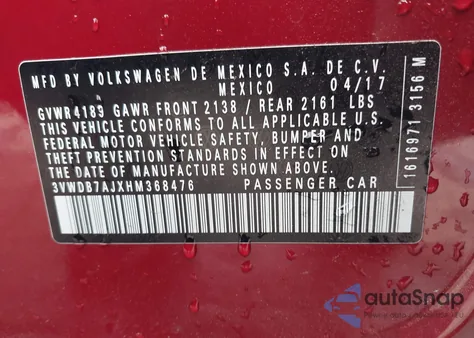 MFD BY VOLKSWAGEN DE MEXICO S.A. DE C.V.
MEXICO 04/17
GVWR4189 GAWR FRONT 2138 / REAR 2161 LBS
THIS VEHICLE CONFORMS TO ALL APPLICABLE U.S.
FEDERAL MOTOR VEHICLE SAFETY, BUMPER AND
THEFT PREVENTION STANDARDS IN EFFECT ON
THE DATE OF MANUFACTURE SHOWN ABOVE.
3VWDB7AJXHM368476 PASSENGER CAR
1616971 3156 M
autoSnap